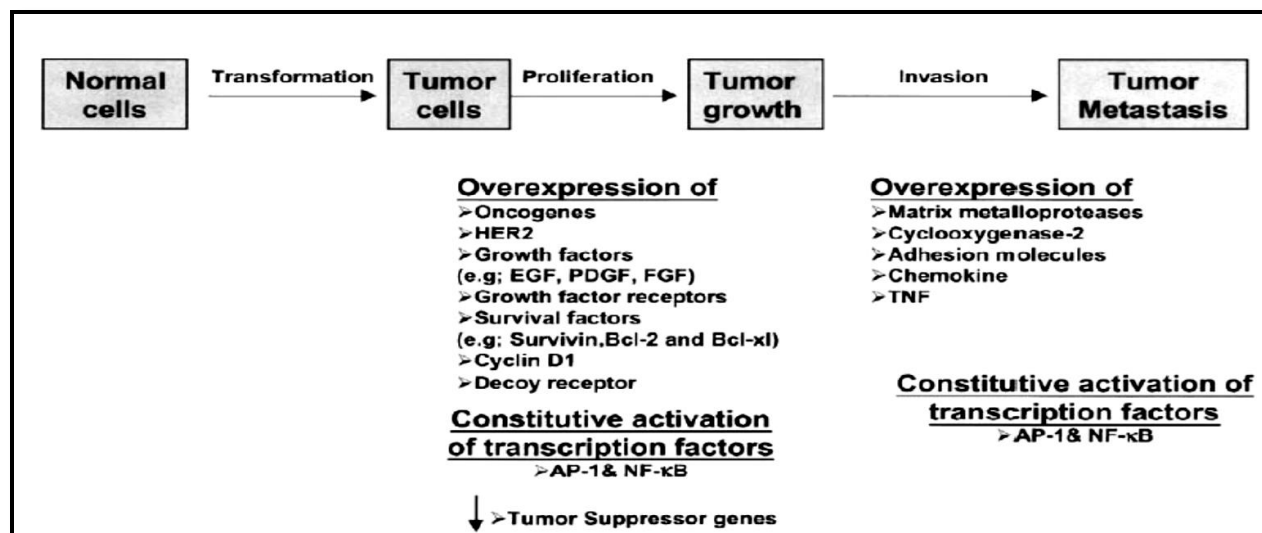 Normal
cells
Transformation
Tumor
cells
Proliferation
Tumor
growth
Invasion
Tumor
Metastasis
Overexpression of
➢Oncogenes
➢HER2
➢Growth factors
(e.g; EGF, PDGF, FGF)
➢Growth factor receptors
➢Survival factors
(e.g; Survivin,Bcl-2 and Bcl-xl)
➢Cyclin D1
➢Decoy receptor
Constitutive activation
of transcription factors
➢AP-1& NF-κB
↓ ➢Tumor Suppressor genes
Overexpression of
➢Matrix metalloproteases
➢Cyclooxygenase-2
➢Adhesion molecules
➢Chemokine
➢TNF
Constitutive activation of
transcription factors
➢AP-1& NF-κB